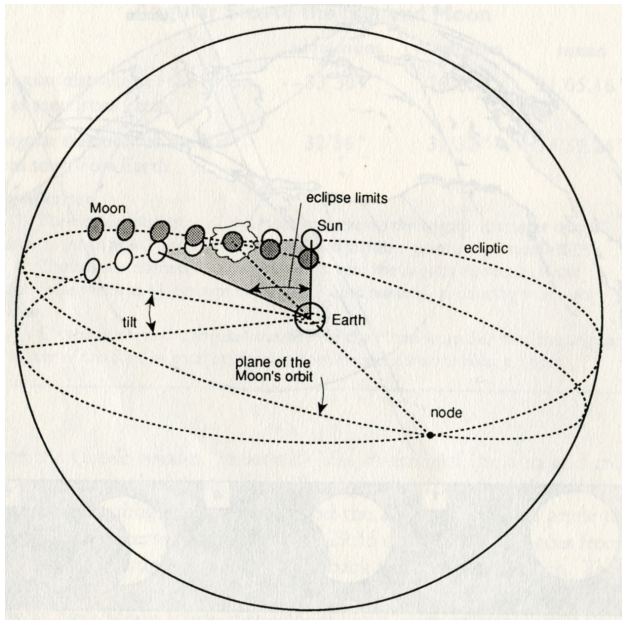 eclipse limits
Moon
Sun
ecliptic
Earth
tilt
plane of the
Moon's orbit
node